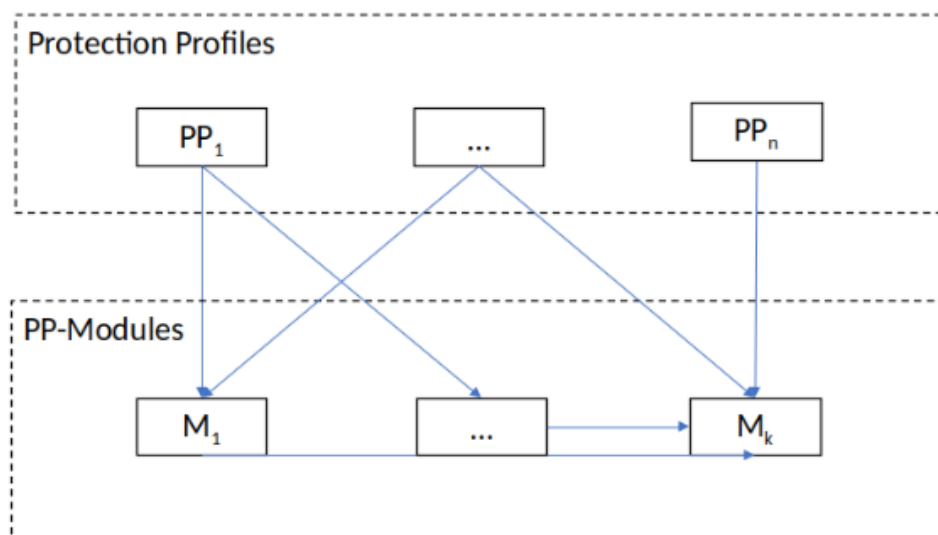 Protection Profiles
PP₁
...
PPₙ
PP-Modules
M₁
...
Mₖ